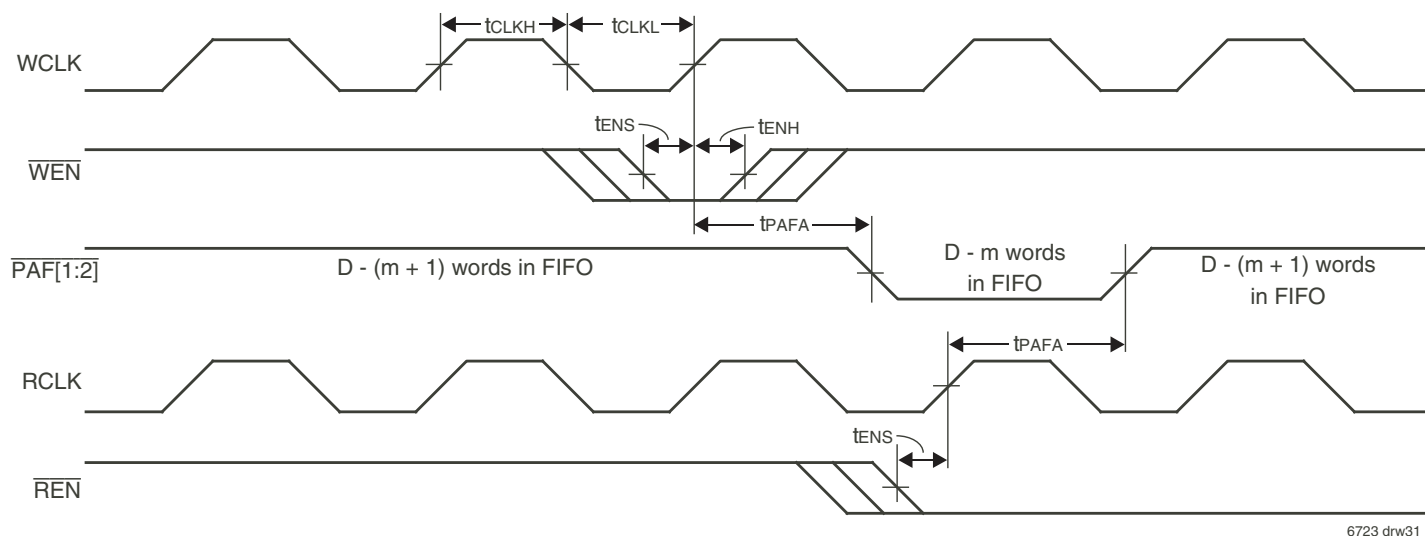 tCLKH
tCLKL
WCLK
tENS
tENH
WEN
tPAFA
PAF[1:2]
D - (m + 1) words in FIFO
D - m words
in FIFO
D - (m + 1) words
in FIFO
tPAFA
RCLK
tENS
REN
6723 drw31